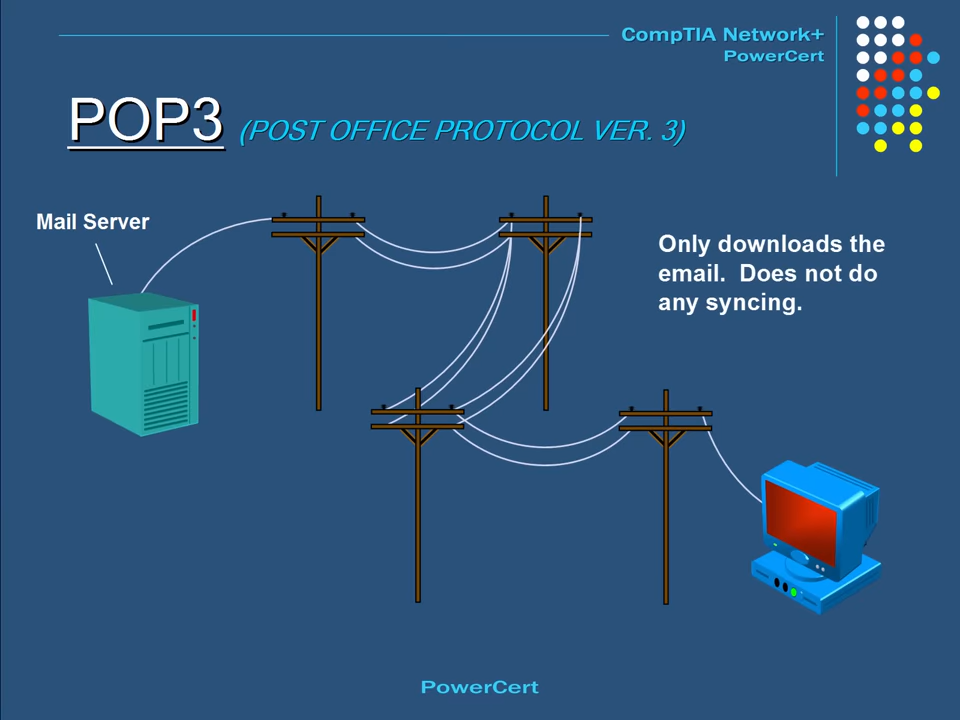 CompTIA Network+
PowerCert
POP3 (POST OFFICE PROTOCOL VER. 3)
Mail Server
Only downloads the
email. Does not do
any syncing.
PowerCert